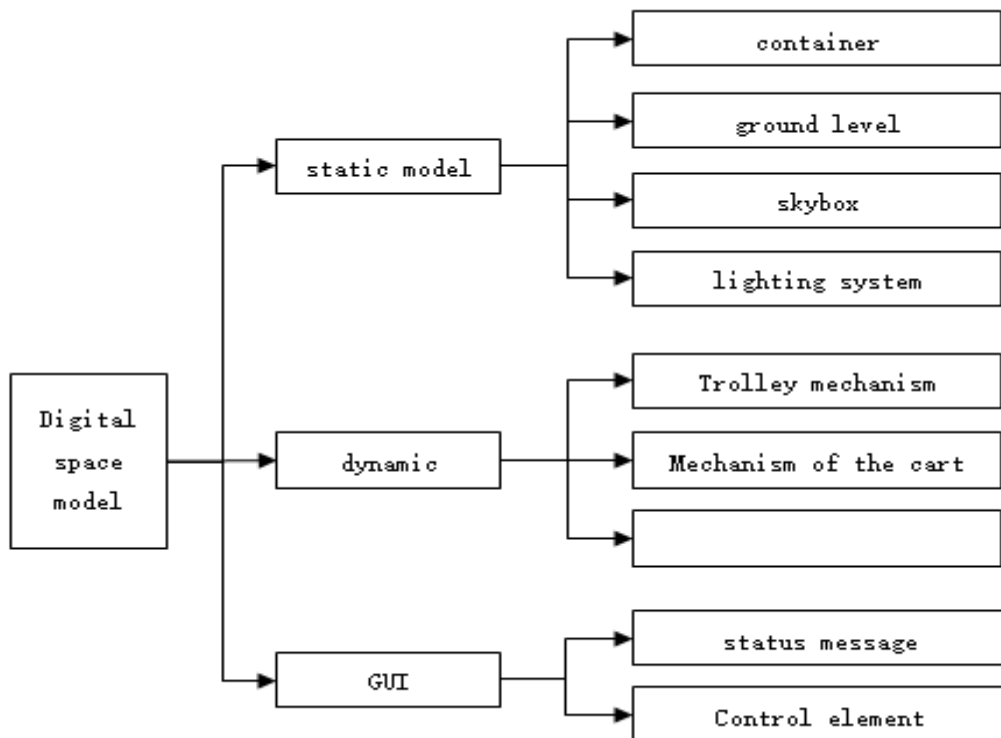 container
ground level
static model
skybox
lighting system
Digital
space
model
Trolley mechanism
dynamic
Mechanism of the cart
status message
GUI
Control element